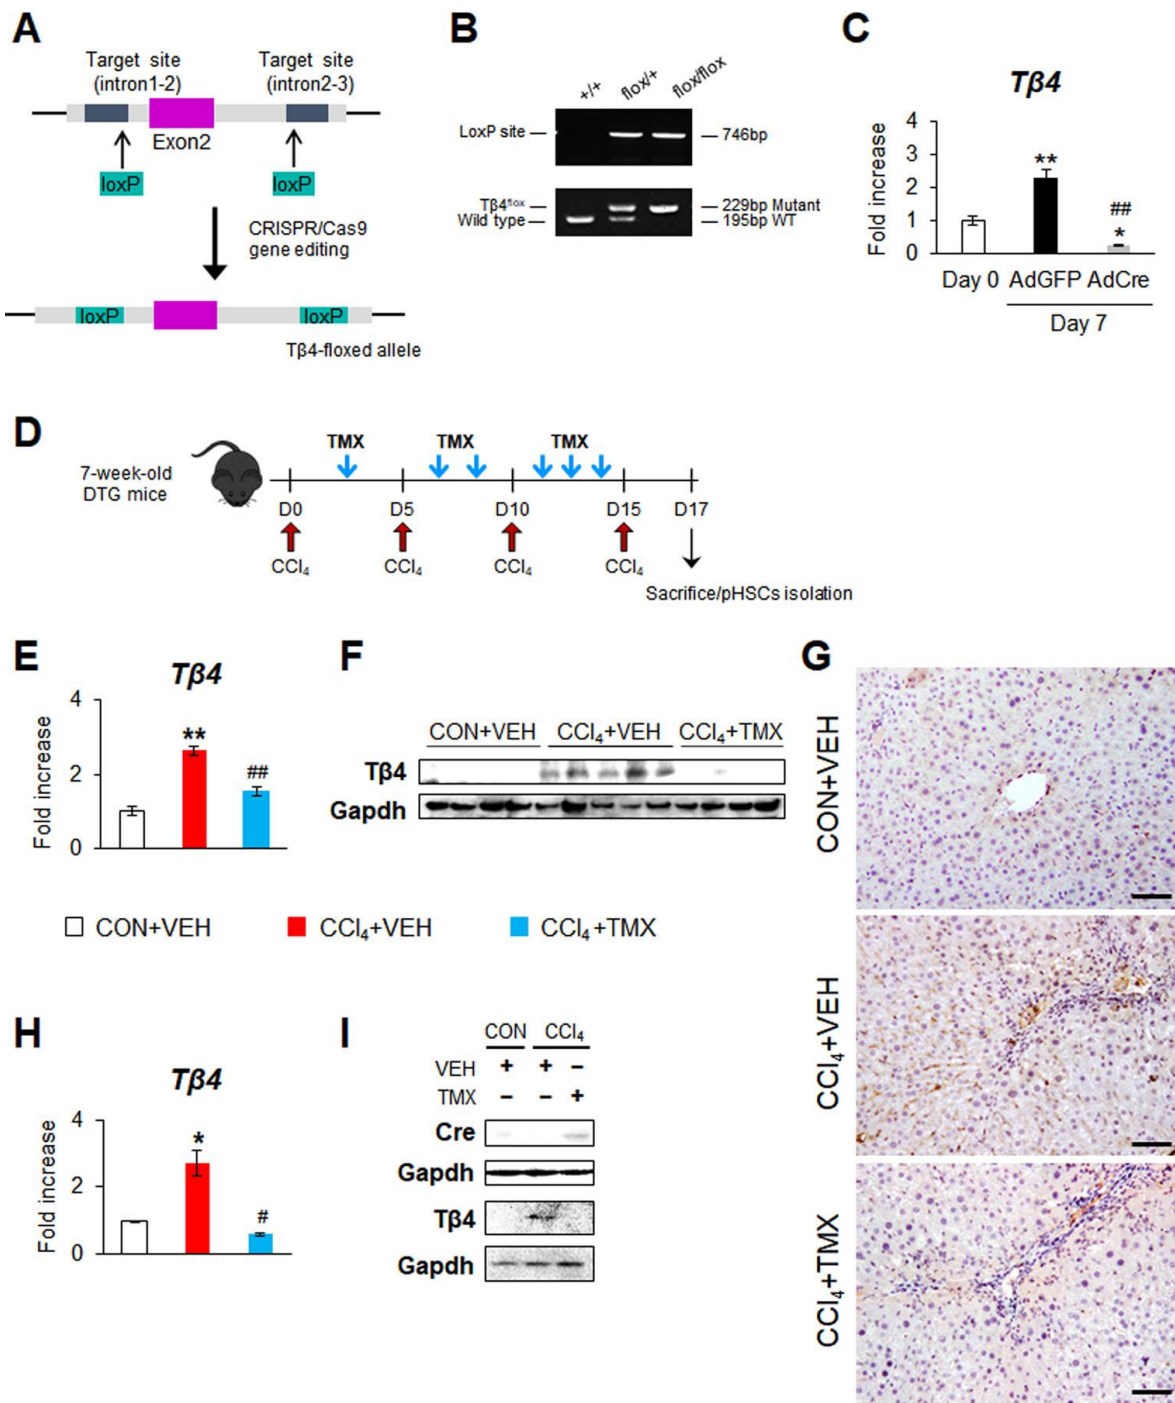 A
Target site
(intron1-2)
Target site
(intron2-3)
Exon2
loxP
loxP
CRISPR/Cas9
gene editing
loxP
loxP
Tβ4-floxed allele
B
+/+
flox/+
flox/flox
LoxP site
746bp
Tβ4flox
229bp Mutant
Wild type
195bp WT
C
Tβ4
Fold increase
4
3
2
1
0
**
##
*
Day 0
AdGFP
AdCre
Day 7
D
7-week-old
DTG mice
TMX
TMX
TMX
D0
D5
D10
D15
D17
CCl₄
CCl₄
CCl₄
CCl₄
Sacrifice/pHSCs isolation
E
Tβ4
Fold increase
4
2
0
**
##
F
CON+VEH
CCl₄+VEH
CCl₄+TMX
Tβ4
Gapdh
CON+VEH
CCl₄+VEH
CCl₄+TMX
G
CON+VEH
CCl₄+VEH
CCl₄+TMX
H
Tβ4
Fold increase
4
2
0
*
#
I
CON
CCl₄
VEH + + −
TMX − − +
Cre
Gapdh
Tβ4
Gapdh